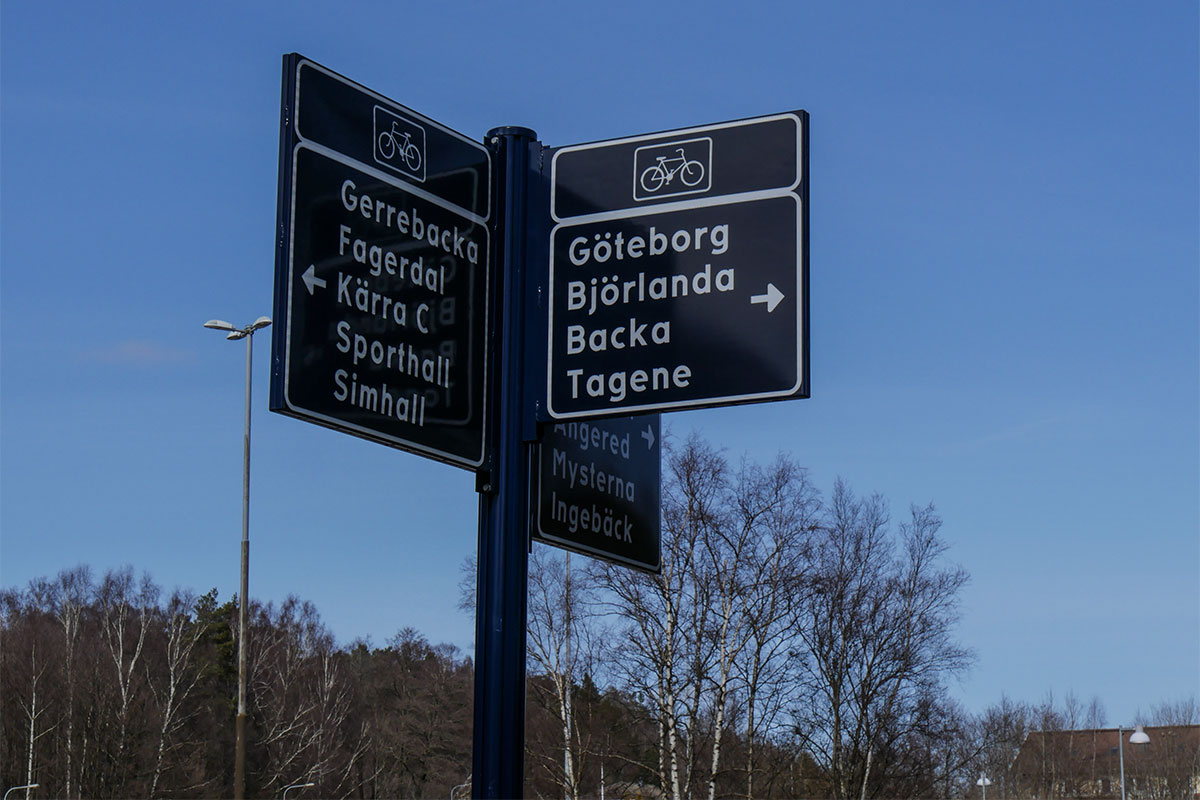 Gerrebacka
Fagerdal
Kärra C
Sporthall
Simhall
Göteborg
Björlanda
Backa
Tagene
Angered
Mysterna
Ingebäck